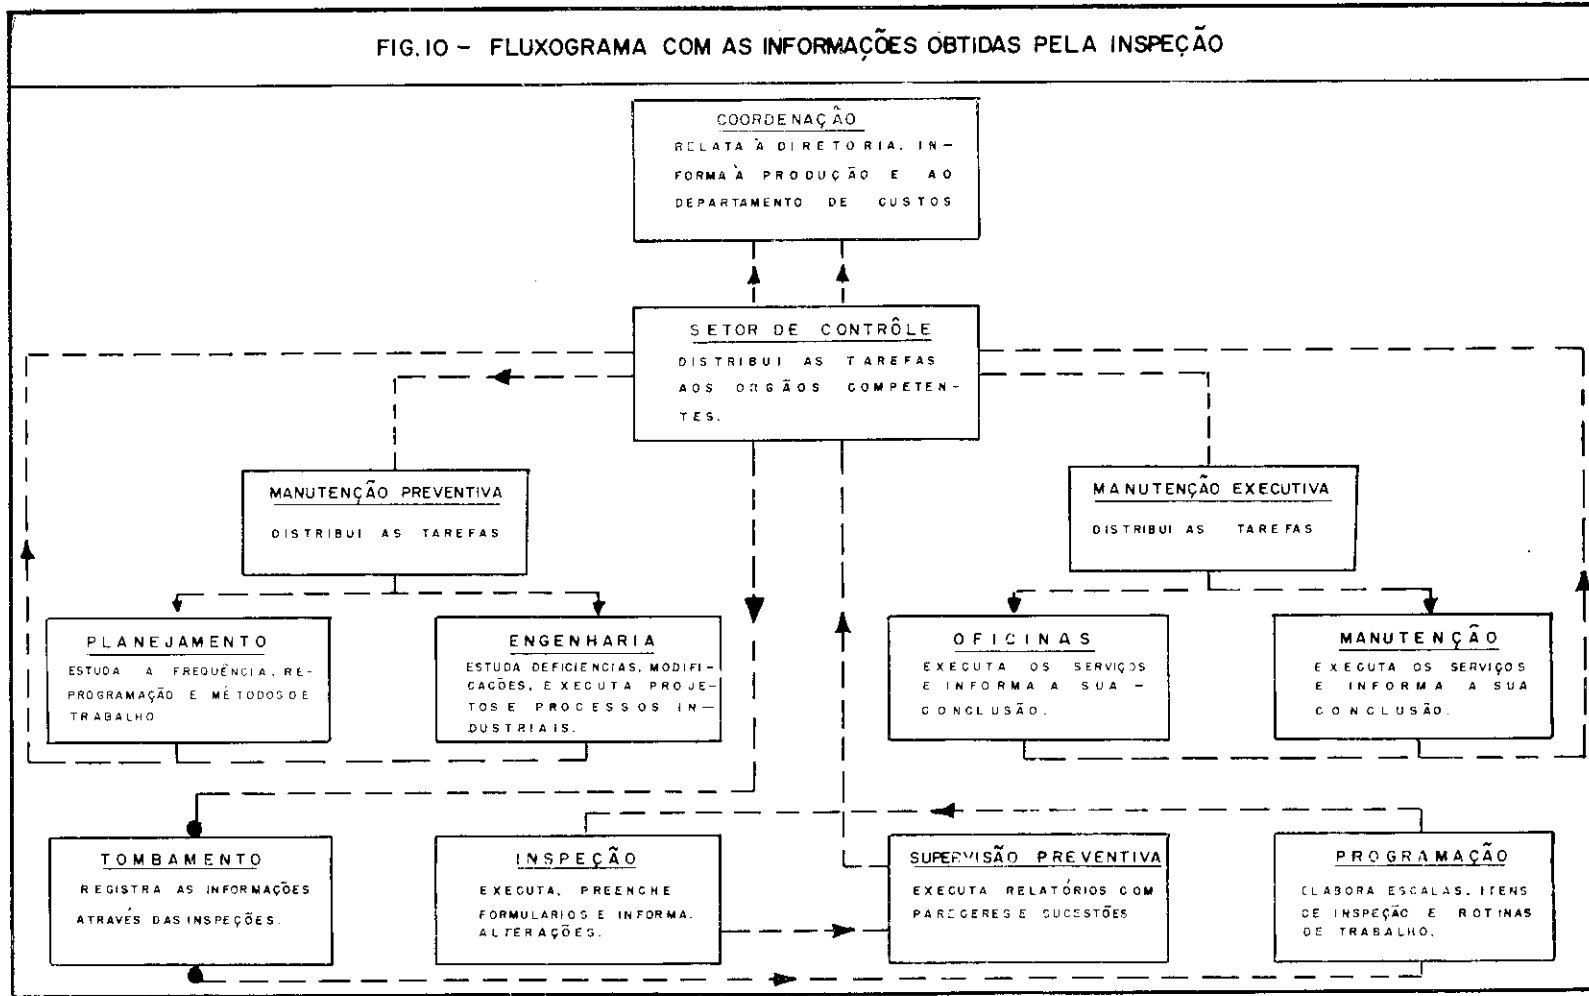 FIG.10 - FLUXOGRAMA COM AS INFORMAÇÕES OBTIDAS PELA INSPEÇÃO
COORDENAÇÃO
RELATA À DIRETORIA. IN-
FORMA À PRODUÇÃO E AO
DEPARTAMENTO DE CUSTOS
SETOR DE CONTRÔLE
DISTRIBUI AS TAREFAS
AOS ORGÃOS COMPETEN-
TES.
MANUTENÇÃO PREVENTIVA
DISTRIBUI AS TAREFAS
MANUTENÇÃO EXECUTIVA
DISTRIBUI AS TAREFAS
PLANEJAMENTO
ESTUDA A FREQUÊNCIA, RE-
PROGRAMAÇÃO E MÉTODOS DE
TRABALHO
ENGENHARIA
ESTUDA DEFICIENCIAS, MODIFI-
CACÕES, EXECUTA PROJE-
TOS E PROCESSOS IN-
DUSTRIAIS.
OFICINAS
EXECUTA OS SERVIÇOS
E INFORMA A SUA -
CONCLUSÃO.
MANUTENÇÃO
EXECUTA OS SERVIÇOS
E INFORMA A SUA
CONCLUSÃO.
TOMBAMENTO
REGISTRA AS INFORMAÇÕES
ATRAVÉS DAS INSPEÇÕES.
INSPEÇÃO
EXECUTA, PREENCHE
FORMULARIOS E INFORMA.
ALTERAÇÕES.
SUPERVISÃO PREVENTIVA
EXECUTA RELATÓRIOS COM
PARECERES E SUCESTÕES
PROGRAMAÇÃO
ELABORA ESCALAS, ITENS
DE INSPEÇÃO E ROTINAS
DE TRABALHO.